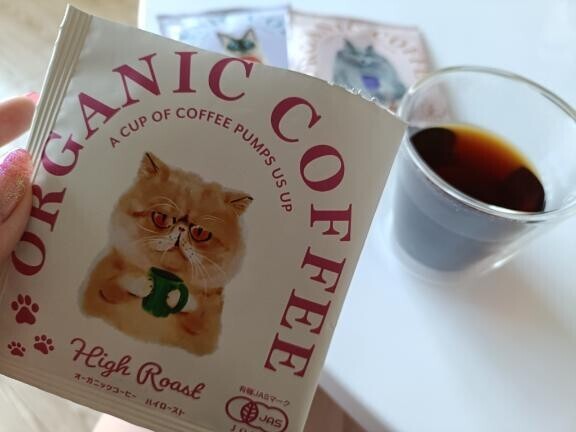 ORGANIC COFFEE
A CUP OF COFFEE PUMPS US UP
High Roast
オーガニックコーヒー ハイロースト
有機JASマーク
JAS